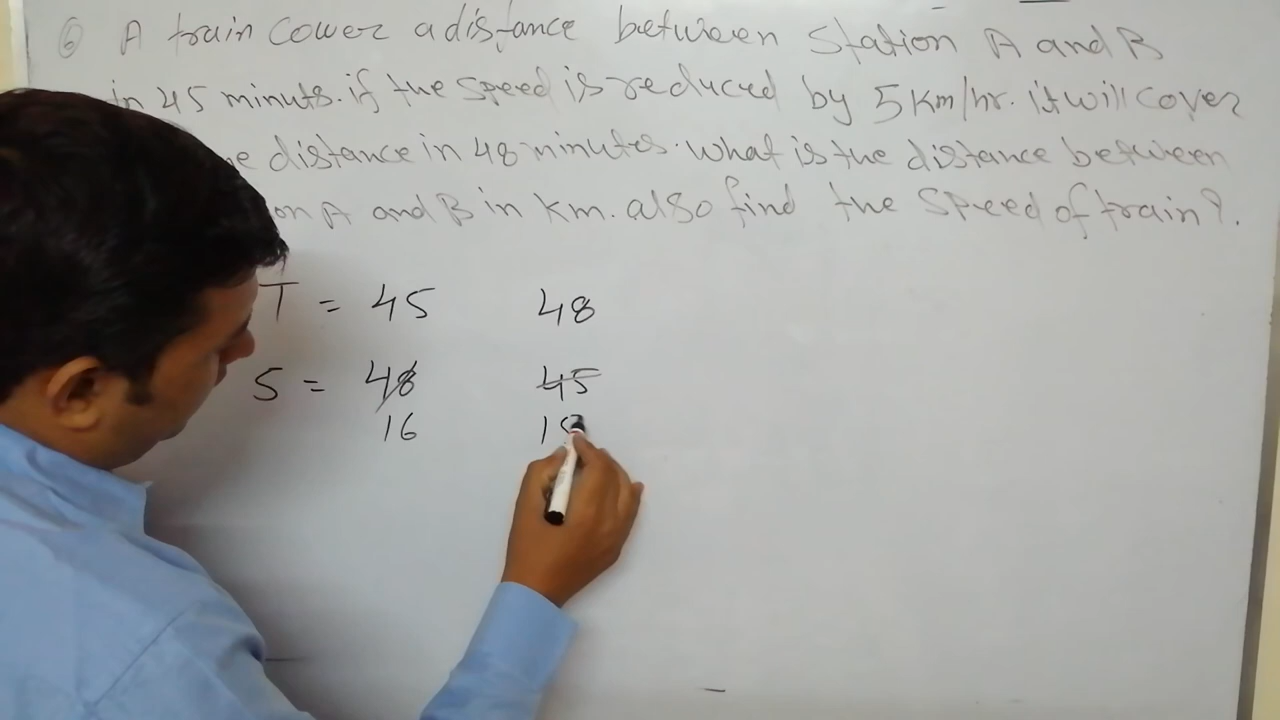 6 A train cover a distance between Station A and B
in 45 minuts. if the speed is reduced by 5 km/hr. it will cover
distance in 48 minutes. what is the distance between
A and B in km. also find the speed of train?.
T = 45 48
S = 48 45
16 15